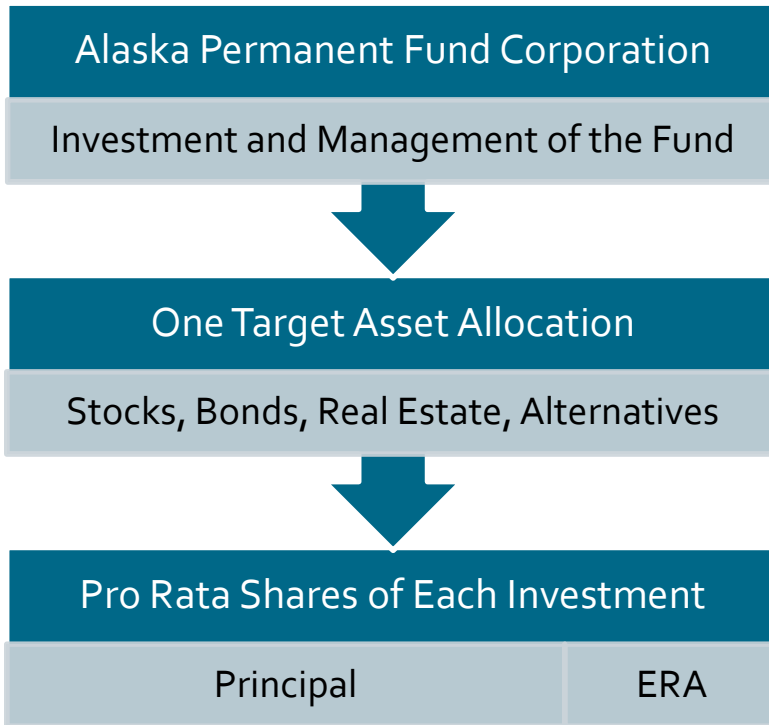 Alaska Permanent Fund Corporation
Investment and Management of the Fund
One Target Asset Allocation
Stocks, Bonds, Real Estate, Alternatives
Pro Rata Shares of Each Investment
Principal
ERA